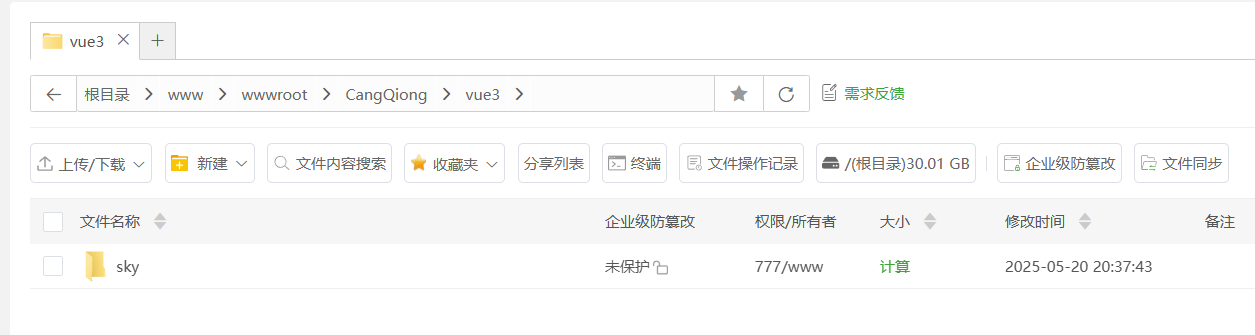 vue3
根目录 www wwwroot CangQiong vue3 需求反馈
上传/下载 新建 文件内容搜索 收藏夹 分享列表 终端 文件操作记录 /(根目录)30.01 GB 企业级防篡改 文件同步
文件名称 企业级防篡改 权限/所有者 大小 修改时间 备注
sky 未保护 777/www 计算 2025-05-20 20:37:43